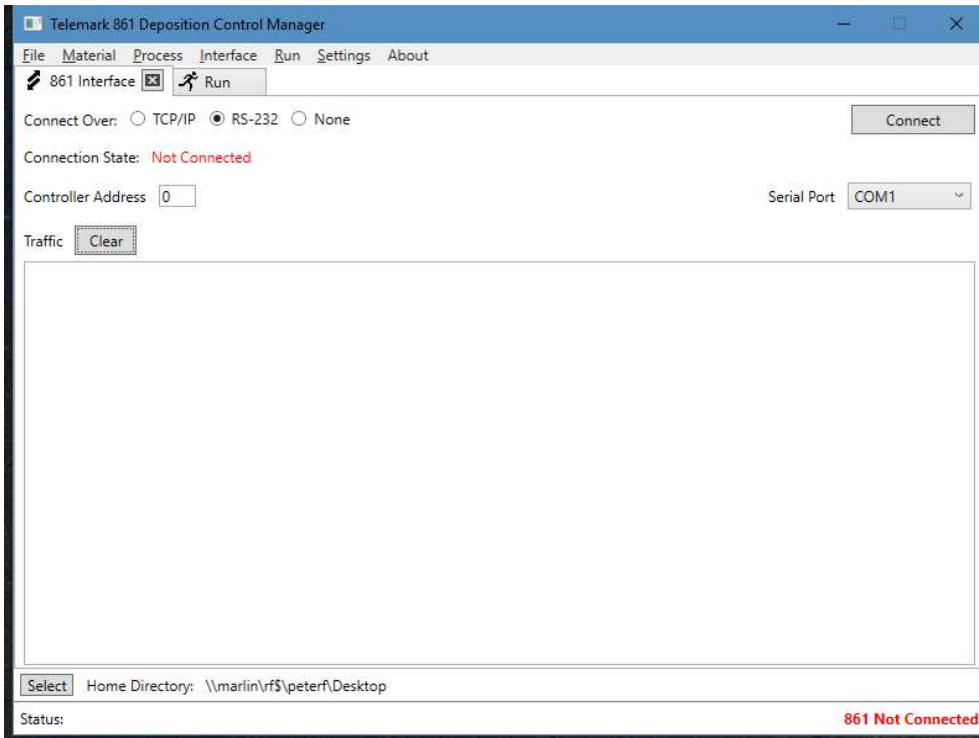 Telemark 861 Deposition Control Manager
File Material Process Interface Run Settings About
861 Interface Run
Connect Over: TCP/IP RS-232 None Connect
Connection State: Not Connected
Controller Address 0 Serial Port COM1
Traffic Clear
Select Home Directory: \\marlin\rf$\peterf\Desktop
Status: 861 Not Connected